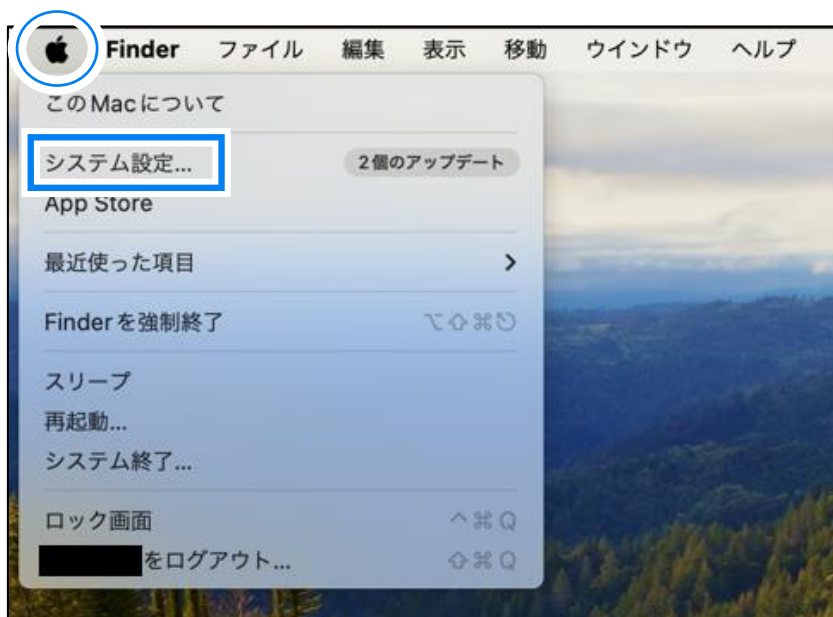 Finder ファイル 編集 表示 移動 ウインドウ ヘルプ
このMacについて
システム設定... 2個のアップデート
App Store
最近使った項目 >
Finderを強制終了 ⌥⇧⌘⎋
スリープ
再起動...
システム終了...
ロック画面 ^⌘Q
をログアウト... ⇧⌘Q